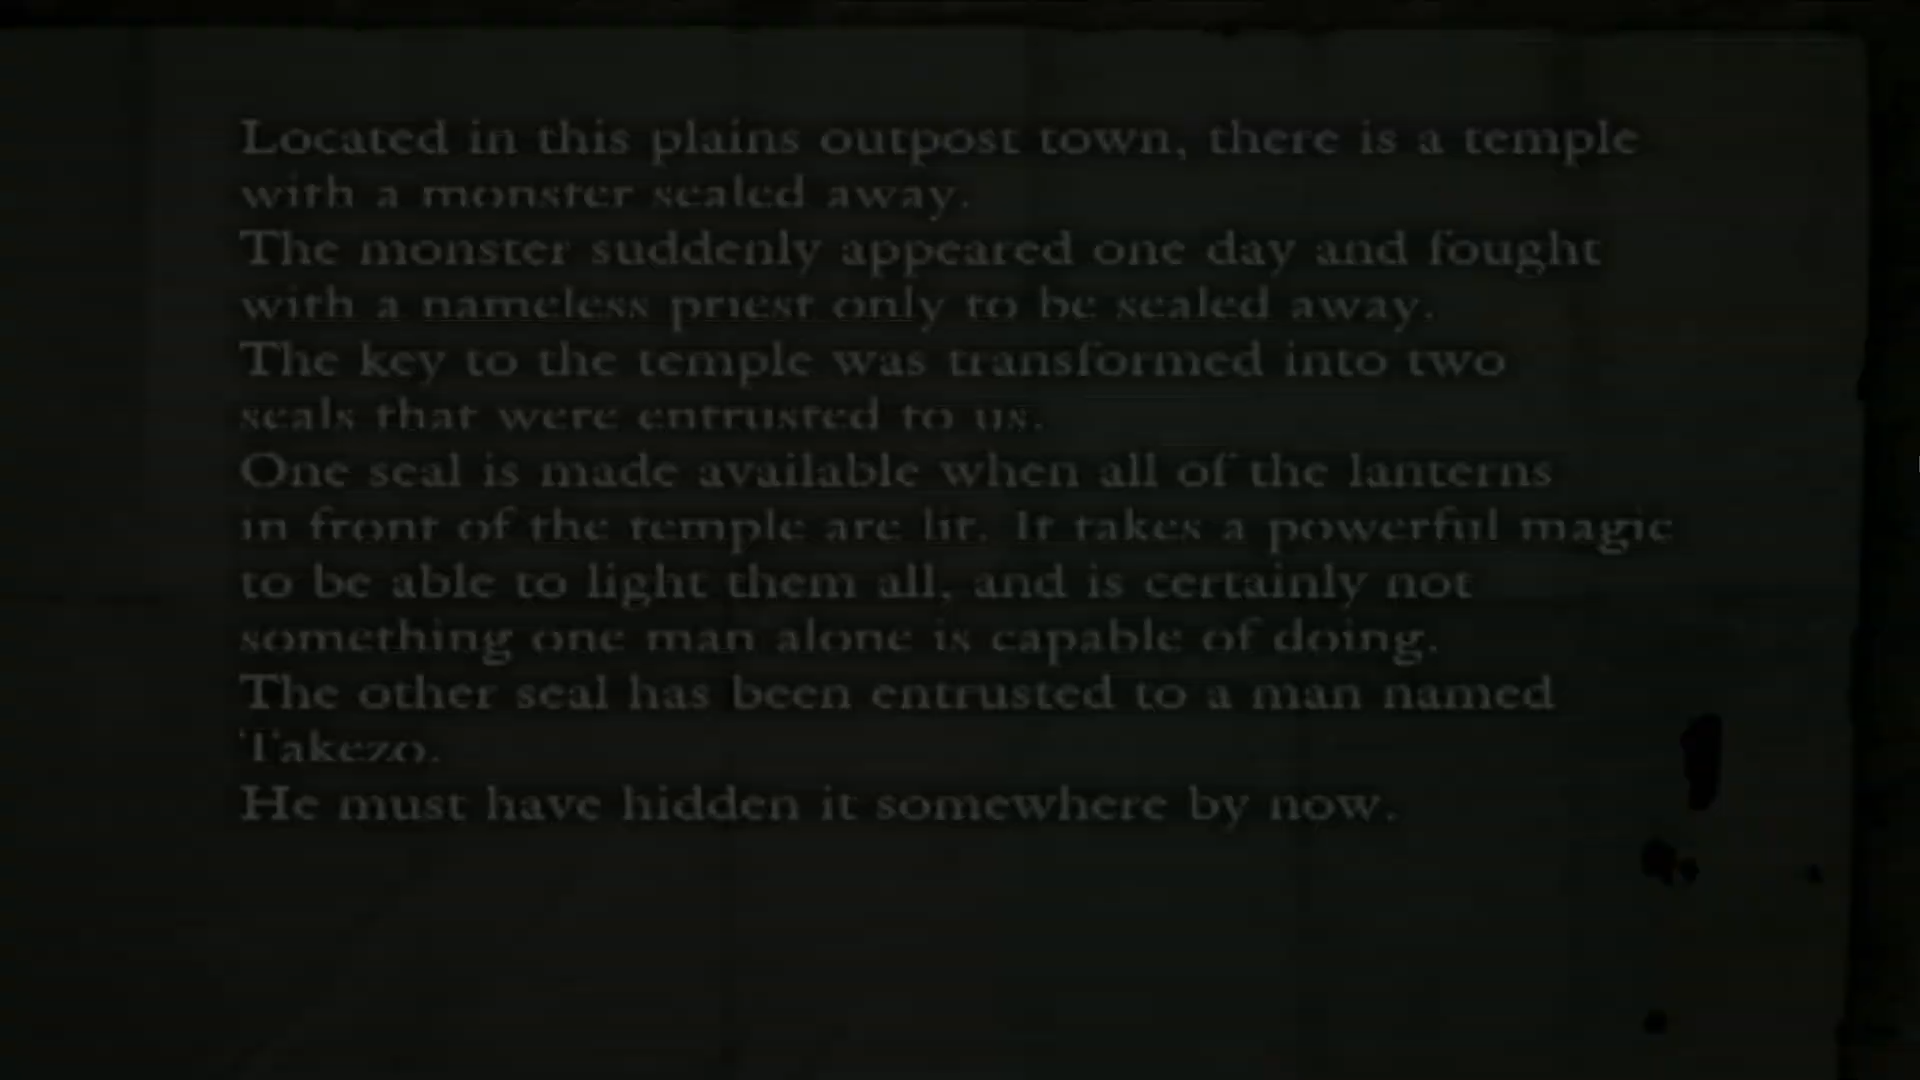 Located in this plains outpost town, there is a temple
with a monster sealed away.
The monster suddenly appeared one day and fought
with a nameless priest only to be sealed away.
The key to the temple was transformed into two
seals that were entrusted to us.
One seal is made available when all of the lanterns
in front of the temple are lit. It takes a powerful magic
to be able to light them all, and is certainly not
something one man alone is capable of doing.
The other seal has been entrusted to a man named
Takezo.
He must have hidden it somewhere by now.